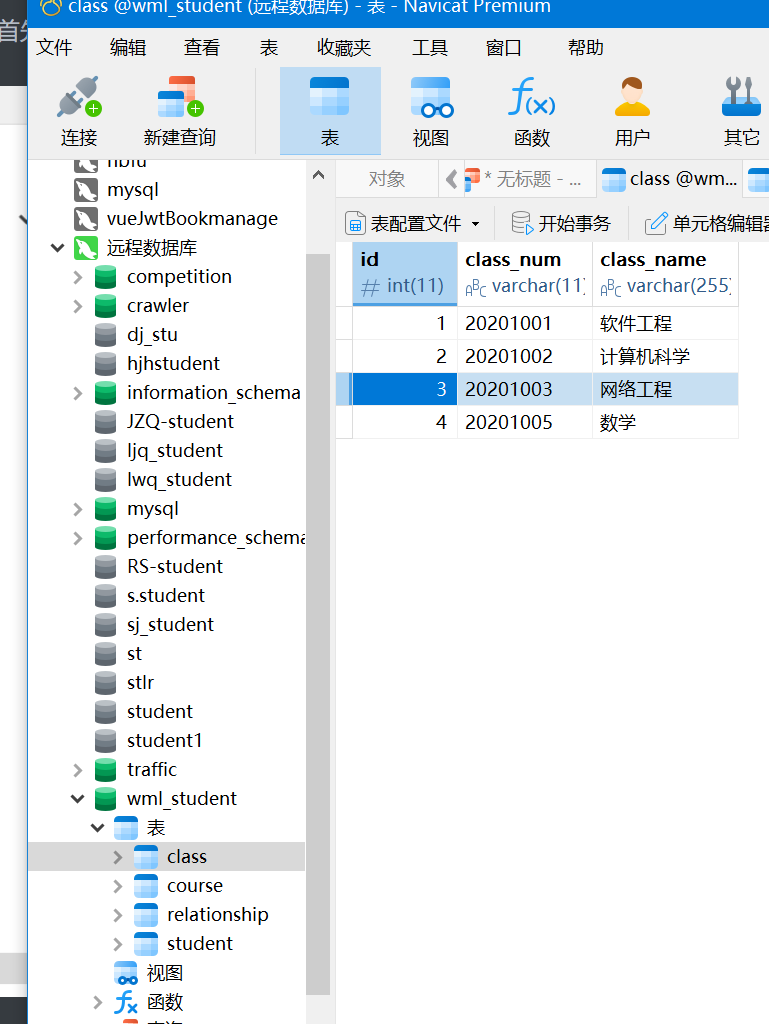 class @wml_student (远程数据库) - 表 - Navicat Premium
首
文件 编辑 查看 表 收藏夹 工具 窗口 帮助
连接 新建查询 表 视图 函数 用户 其它
mysql
vueJwtBookmanage
远程数据库
competition
crawler
dj_stu
hjhstudent
information_schema
JZQ-student
ljq_student
lwq_student
mysql
performance_schema
RS-student
s.student
sj_student
st
stlr
student
student1
traffic
wml_student
表
class
course
relationship
student
视图
函数
对象 * 无标题 - ... class @wm...
表配置文件 开始事务 单元格编辑器
id class_num class_name
# int(11) ABC varchar(11) ABC varchar(255)
1 20201001 软件工程
2 20201002 计算机科学
3 20201003 网络工程
4 20201005 数学